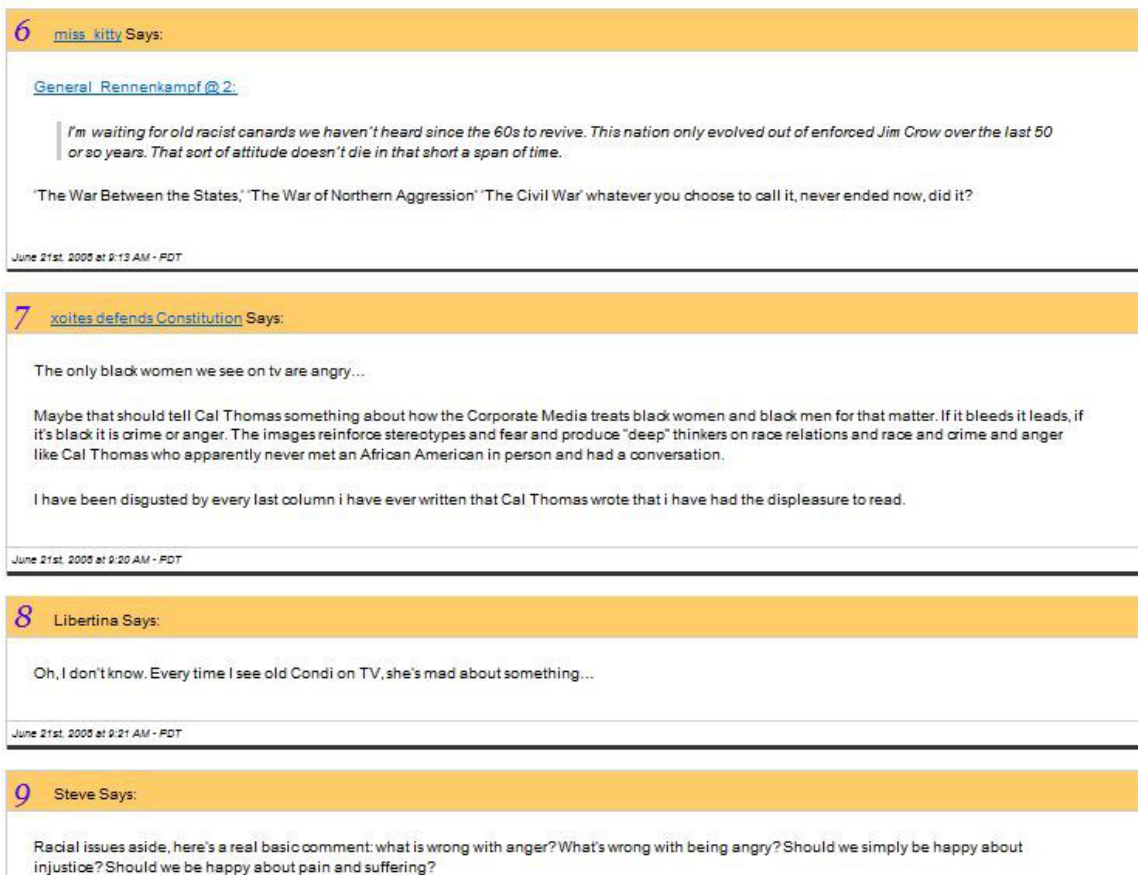 6 miss_kitty Says:
General_Rennenkampf @ 2:
I'm waiting for old racist canards we haven't heard since the 60s to revive. This nation only evolved out of enforced Jim Crow over the last 50
or so years. That sort of attitude doesn't die in that short a span of time.
'The War Between the States,' 'The War of Northern Aggression' 'The Civil War' whatever you choose to call it, never ended now, did it?
June 21st, 2008 at 9:13 AM - PDT
7 xoites defends Constitution Says:
The only black women we see on tv are angry…
Maybe that should tell Cal Thomas something about how the Corporate Media treats black women and black men for that matter. If it bleeds it leads, if
it's black it is crime or anger. The images reinforce stereotypes and fear and produce "deep" thinkers on race relations and race and crime and anger
like Cal Thomas who apparently never met an African American in person and had a conversation.
I have been disgusted by every last column i have ever written that Cal Thomas wrote that i have had the displeasure to read.
June 21st, 2008 at 9:20 AM - PDT
8 Libertina Says:
Oh, I don't know. Every time I see old Condi on TV, she's mad about something…
June 21st, 2008 at 9:21 AM - PDT
9 Steve Says:
Racial issues aside, here's a real basic comment: what is wrong with anger? What's wrong with being angry? Should we simply be happy about
injustice? Should we be happy about pain and suffering?